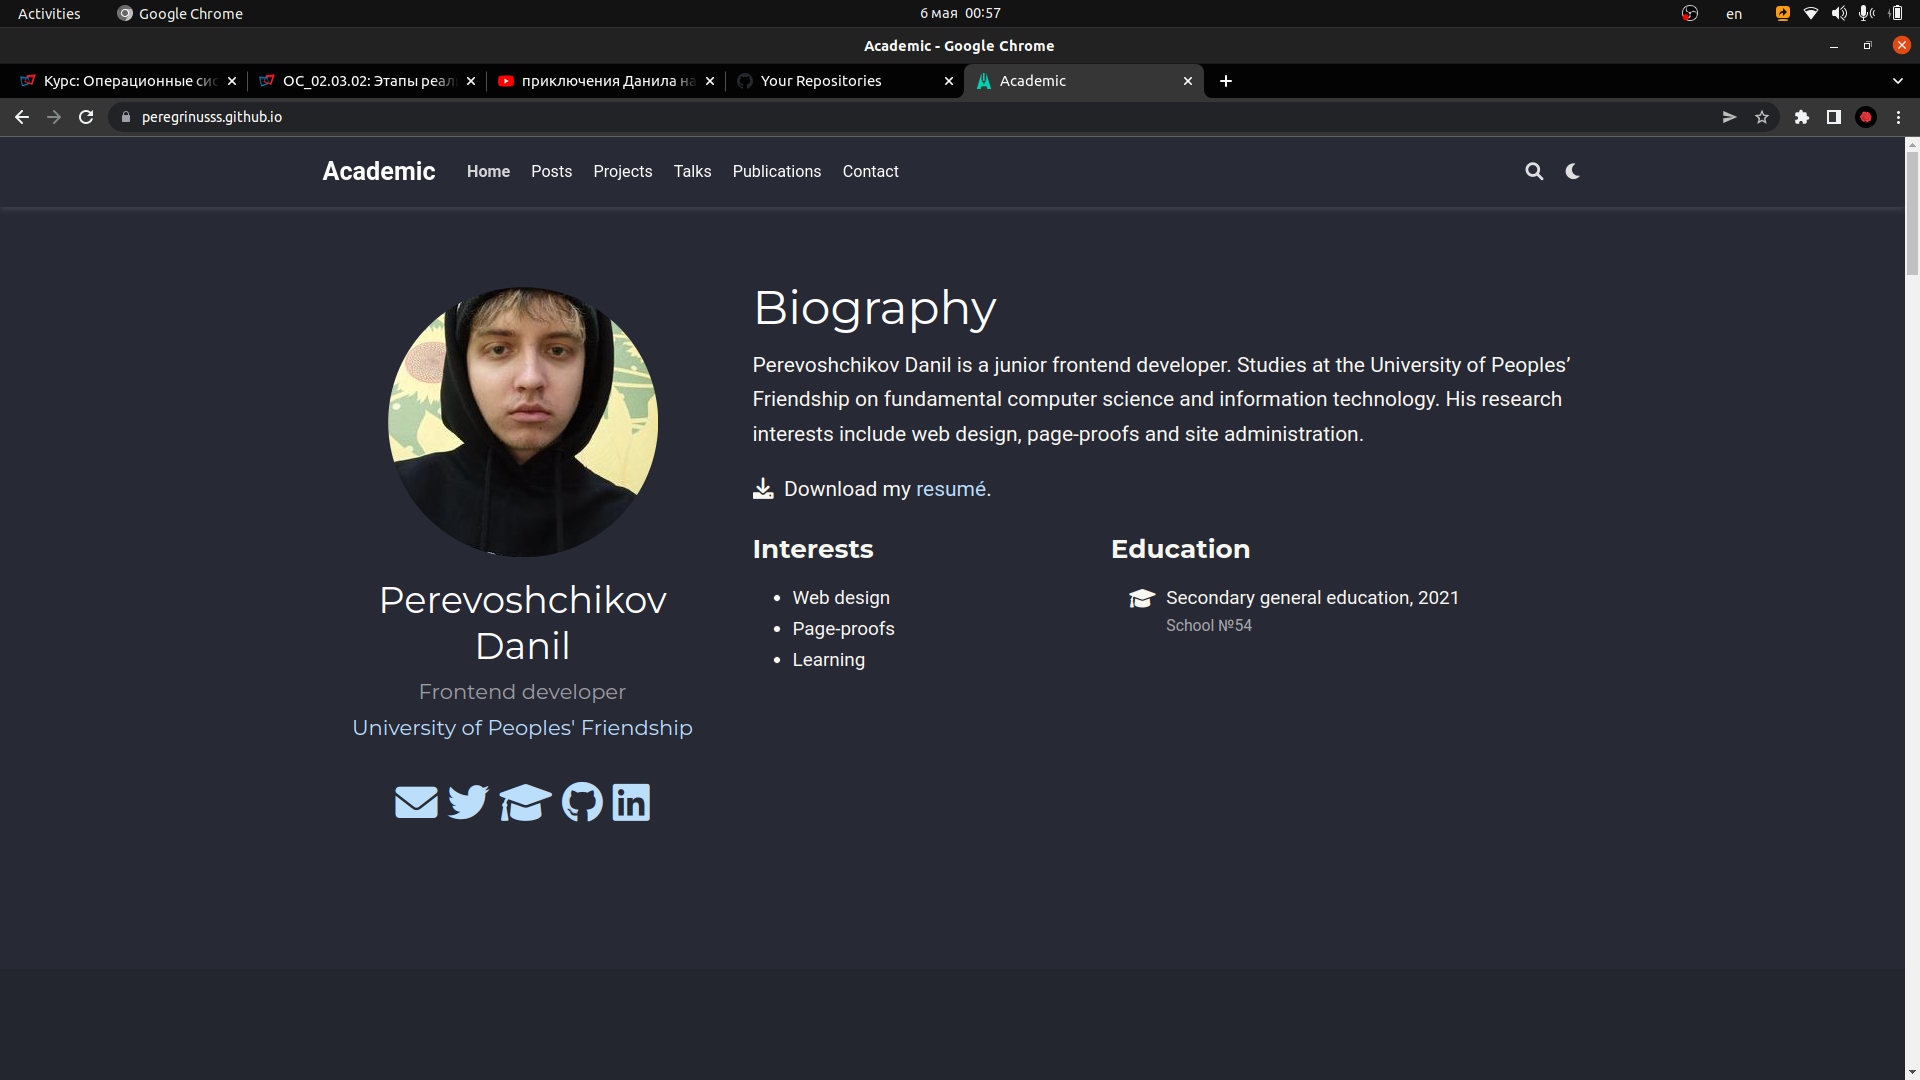 Activities
Google Chrome
6 мая 00:57
en
Academic - Google Chrome
Курс: Операционные сис
ОС_02.03.02: Этапы реал
приключения Данила на
Your Repositories
Academic
peregrinusss.github.io
Academic
Home
Posts
Projects
Talks
Publications
Contact
Biography
Perevoshchikov Danil is a junior frontend developer. Studies at the University of Peoples’
Friendship on fundamental computer science and information technology. His research
interests include web design, page-proofs and site administration.
Download my resumé.
Interests
Web design
Page-proofs
Learning
Education
Secondary general education, 2021
School №54
Perevoshchikov
Danil
Frontend developer
University of Peoples' Friendship
in